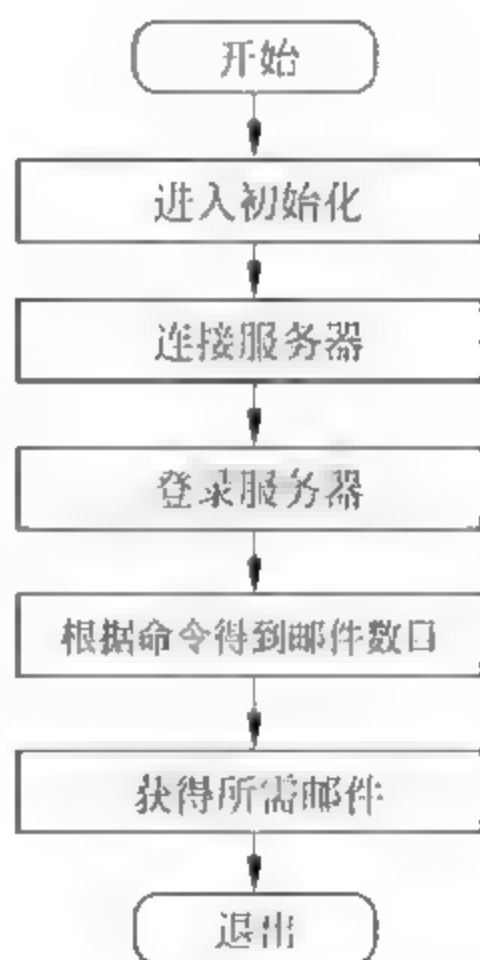 开始
进入初始化
连接服务器
登录服务器
根据命令得到邮件数目
获得所需邮件
退出